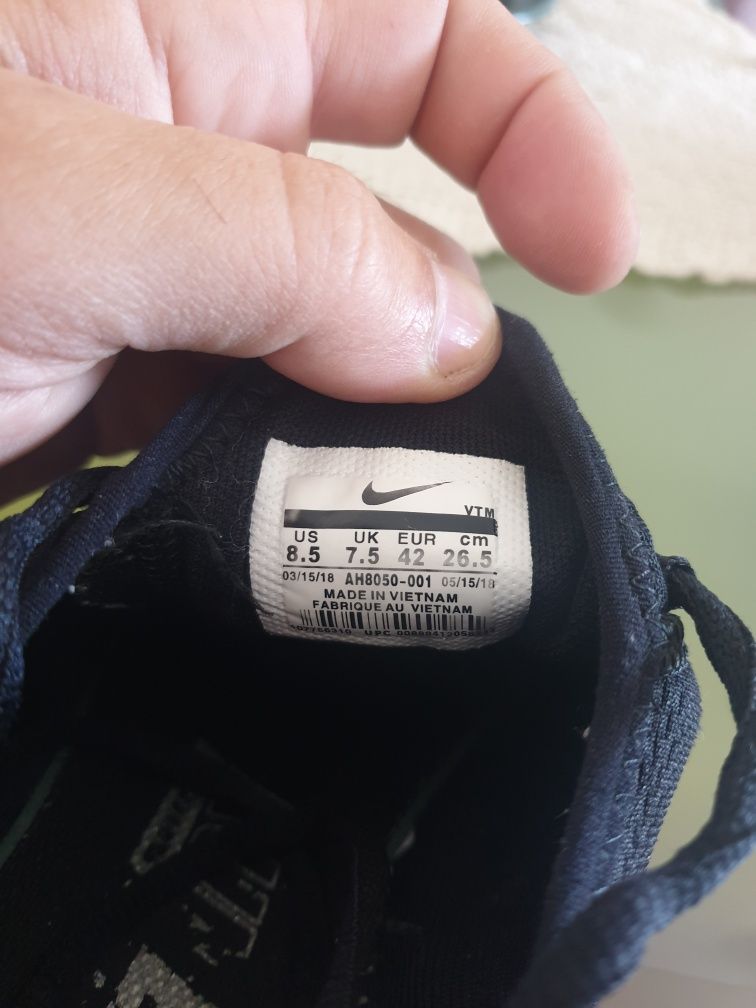 VTM
US UK EUR cm
8.5 7.5 42 26.5
03/15/18 AH8050-001 05/15/18
MADE IN VIETNAM
FABRIQUE AU VIETNAM
UPC